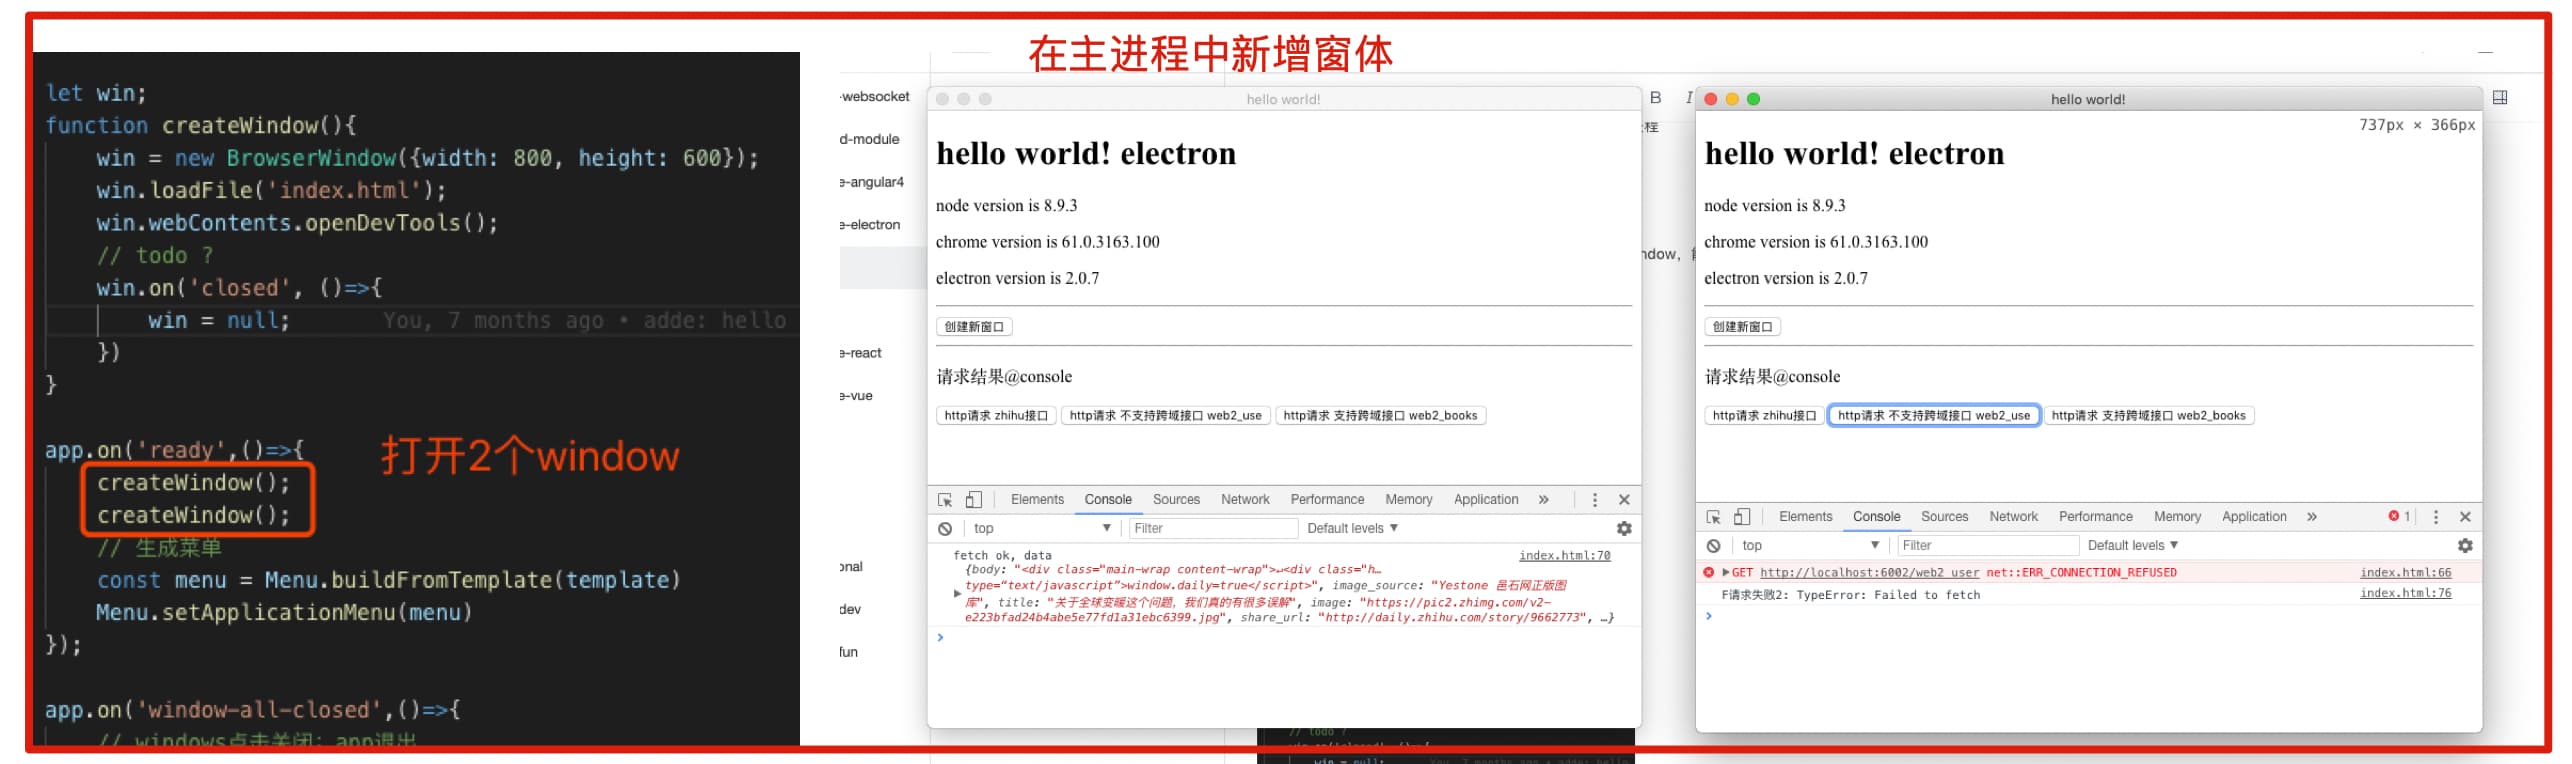 在主进程中新增窗体
let win;
function createWindow(){
win = new BrowserWindow({width: 800, height: 600});
win.loadFile('index.html');
win.webContents.openDevTools();
// todo ?
win.on('closed', ()=>{
win = null; You, 7 months ago • adde: hello
})
}
app.on('ready',()=>{
打开2个window
createWindow();
createWindow();
// 生成菜单
const menu = Menu.buildFromTemplate(template)
Menu.setApplicationMenu(menu)
});
app.on('window-all-closed',()=>{
// windows点击关闭: app退出
-websocket
d-module
e-angular4
e-electron
e-react
e-vue
onal
dev
fun
hello world!
hello world! electron
node version is 8.9.3
chrome version is 61.0.3163.100
electron version is 2.0.7
创建新窗口
请求结果@console
http请求 zhihu接口 http请求 不支持跨域接口 web2_use http请求 支持跨域接口 web2_books
Elements Console Sources Network Performance Memory Application »
top Filter Default levels
fetch ok, data index.html:70
{body: "<div class="main-wrap content-wrap">↵<div class="h…
type="text/javascript">window.daily=true</script>", image_source: "Yestone 邑石网正版图
库", title: "关于全球变暖这个问题，我们真的有很多误解", image: "https://pic2.zhimg.com/v2-
e223bfad24b4abe5e77fd1a31ebc6399.jpg", share_url: "http://daily.zhihu.com/story/9662773", …}
B I
程
ndow,
hello world!
737px × 366px
hello world! electron
node version is 8.9.3
chrome version is 61.0.3163.100
electron version is 2.0.7
创建新窗口
请求结果@console
http请求 zhihu接口 http请求 不支持跨域接口 web2_use http请求 支持跨域接口 web2_books
Elements Console Sources Network Performance Memory Application » 1
top Filter Default levels
GET http://localhost:6002/web2_user net::ERR_CONNECTION_REFUSED index.html:66
F请求失败2: TypeError: Failed to fetch index.html:76
// todo ?
win = null; You, 7 months ago • adde: hello